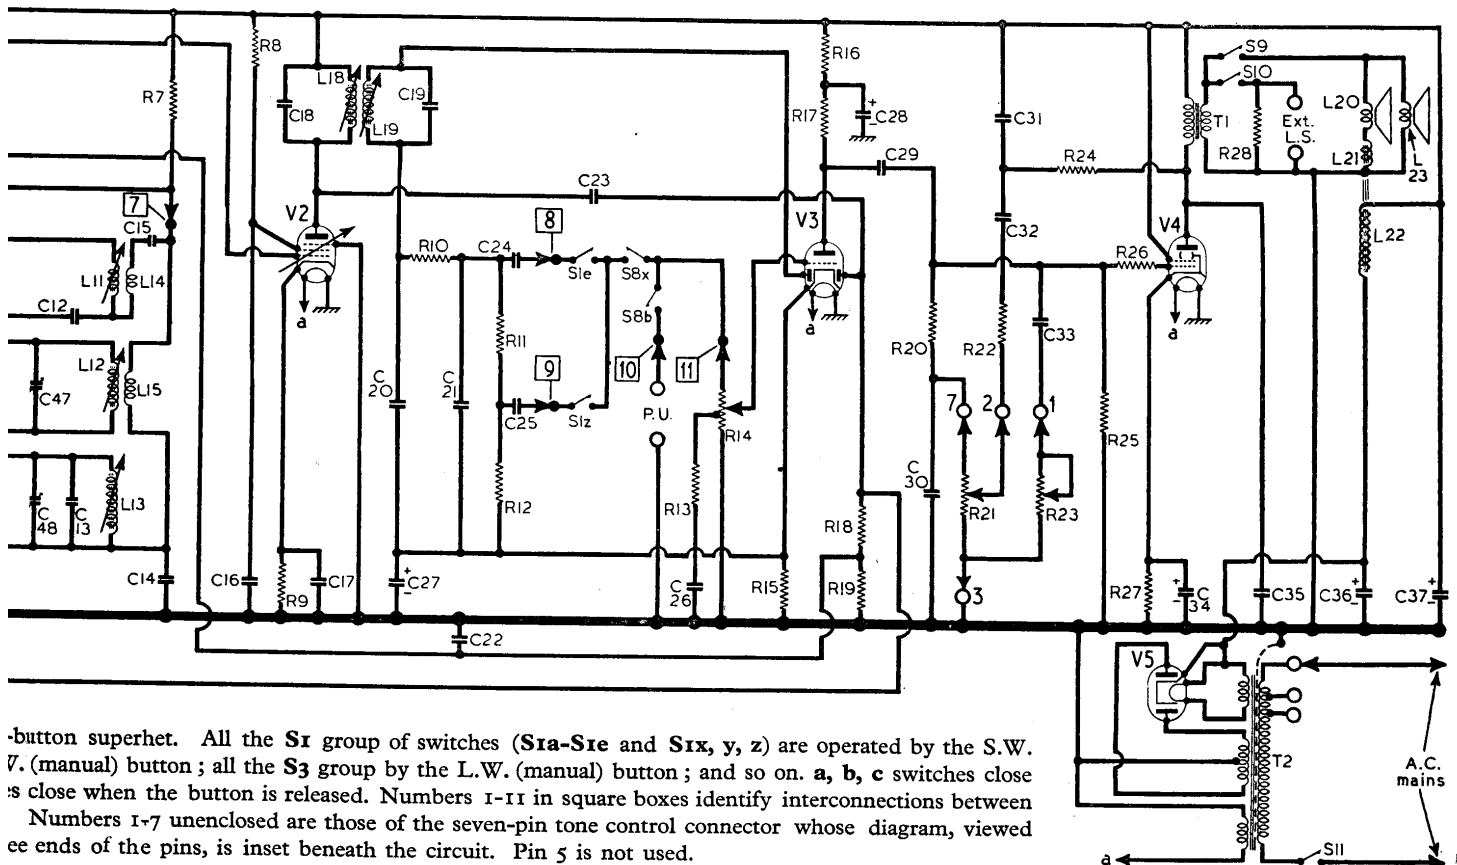 R8
R16
S9
S10
L18
C19
C18
L19
R7
R17
C28
C31
T1
Ext.
L.S.
R28
L20
L21
L
23
C29
R24
C23
7
C15
V2
8
V3
V4
R10
C24
C32
L22
S1e
S8x
R26
L11
L14
C12
S8b
a
a
a
R11
C33
R20
R22
L12
L15
C47
C
20
C
21
9
10
11
C25
S1z
P.U.
R14
7
2
1
R25
L13
C
48
C
13
R12
R13
C
30
R21
R23
R18
C14
C16
R9
C17
C27
C
26
R15
R19
3
R27
C
34
C35
C36
C37
C22
V5
T2
A.C.
mains
S11
a
-button superhet. All the S1 group of switches (S1a-S1e and S1x, y, z) are operated by the S.W.
. (manual) button; all the S3 group by the L.W. (manual) button; and so on. a, b, c switches close
s close when the button is released. Numbers 1-11 in square boxes identify interconnections between
Numbers 1-7 unenclosed are those of the seven-pin tone control connector whose diagram, viewed
ee ends of the pins, is inset beneath the circuit. Pin 5 is not used.